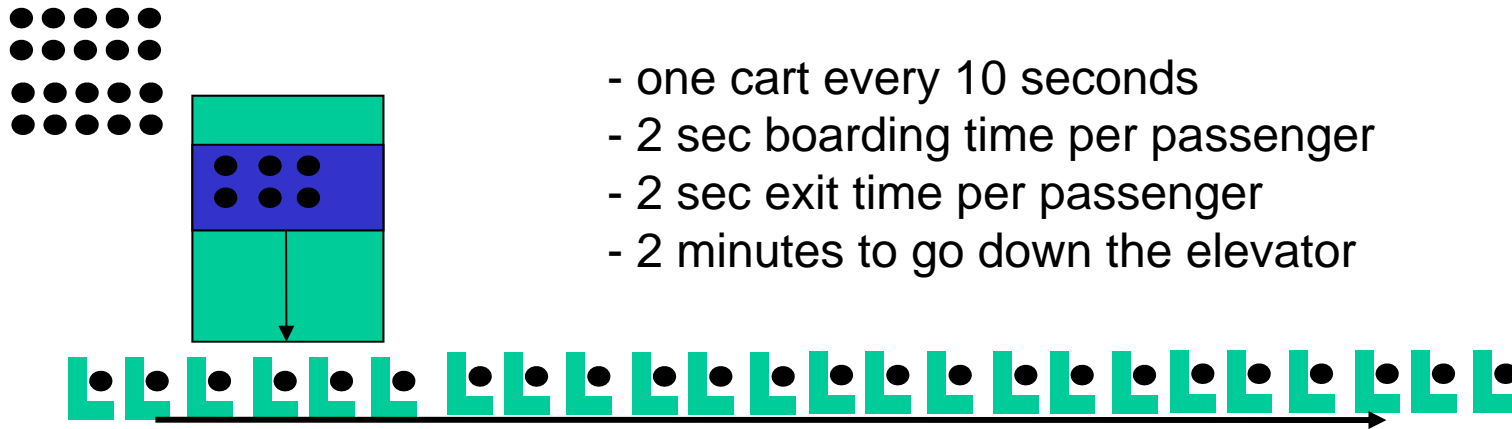 - one cart every 10 seconds
- 2 sec boarding time per passenger
- 2 sec exit time per passenger
- 2 minutes to go down the elevator